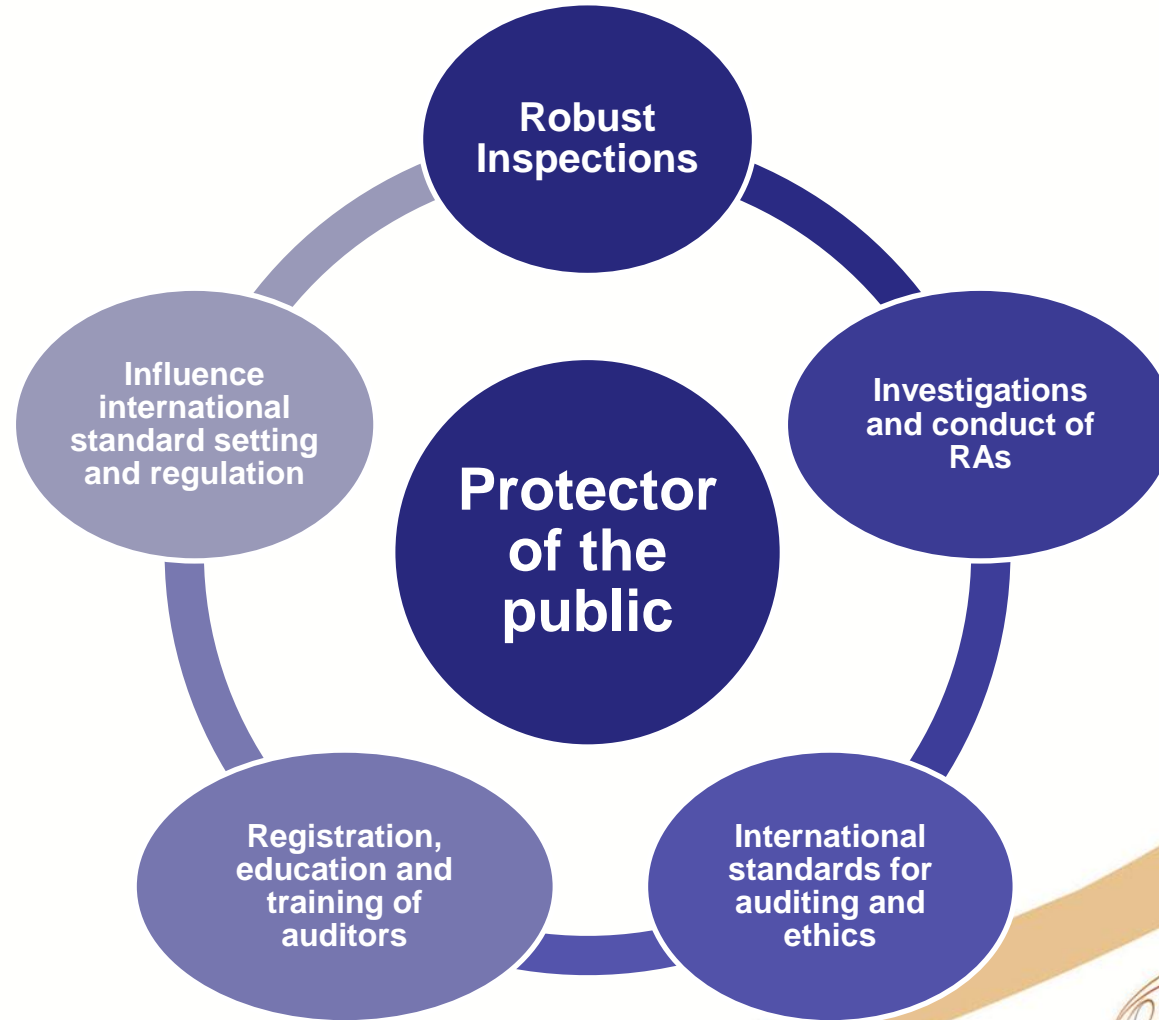 Robust
Inspections
Investigations
and conduct of
RAs
International
standards for
auditing and
ethics
Registration,
education and
training of
auditors
Influence
international
standard setting
and regulation
Protector
of the
public